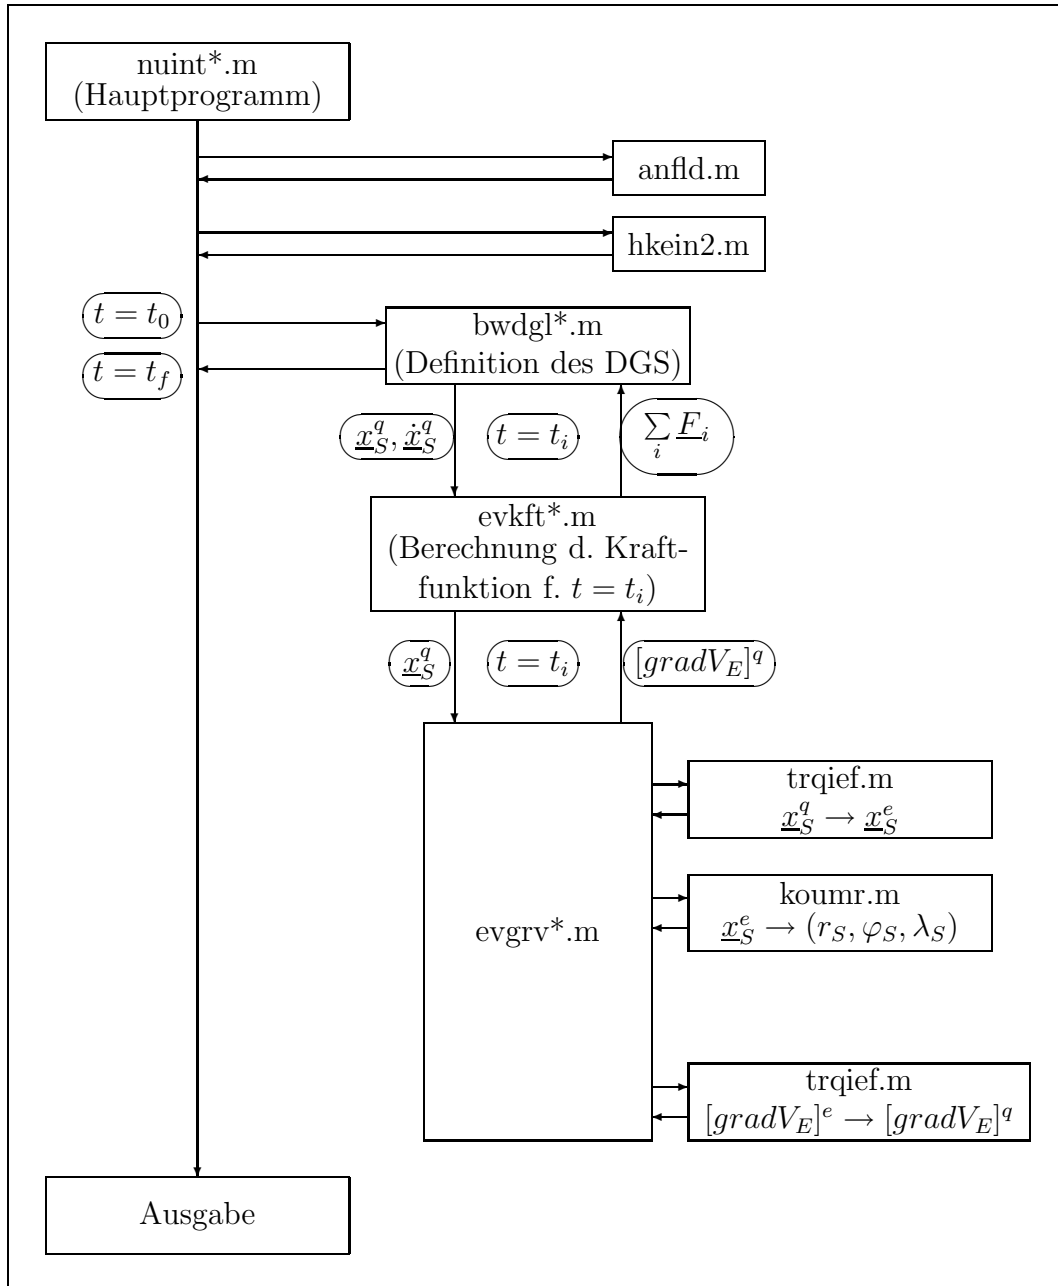 nuint*.m
(Hauptprogramm)
anfld.m
hkein2.m
t = t_0
bwdgl*.m
(Definition des DGS)
t = t_f
x_S^q, ẋ_S^q
t = t_i
∑_i F_i
evkft*.m
(Berechnung d. Kraft-
funktion f. t = t_i)
x_S^q
t = t_i
[gradV_E]^q
evgrv*.m
trqief.m
x_S^q → x_S^e
koumr.m
x_S^e → (r_S, φ_S, λ_S)
trqief.m
[gradV_E]^e → [gradV_E]^q
Ausgabe